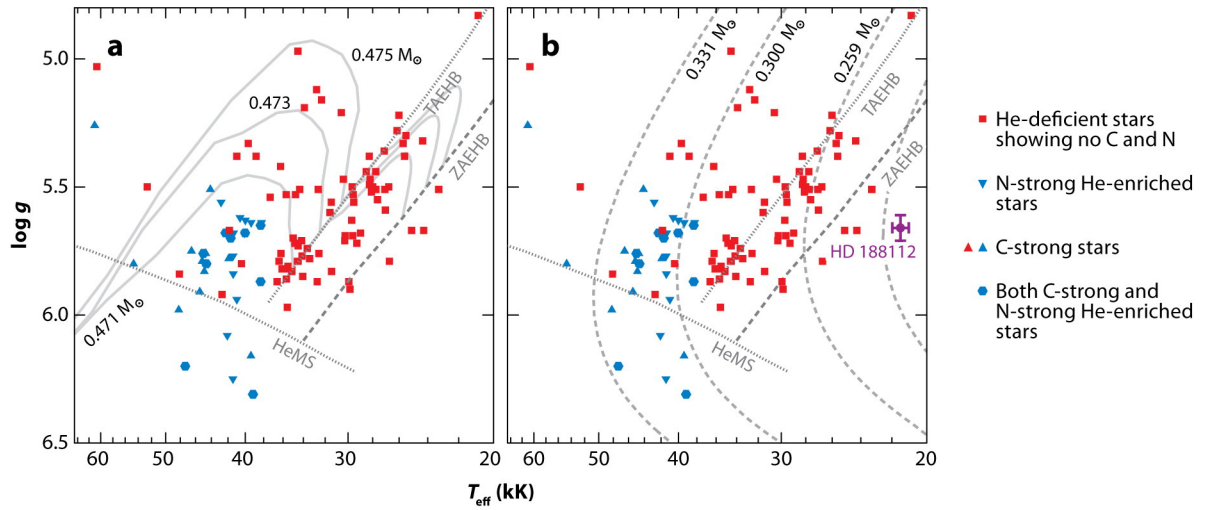 a
b
0.475 M⊙
0.473
0.471 M⊙
TAEHB
ZAEHB
HeMS
0.331 M⊙
0.300 M⊙
0.259 M⊙
TAEHB
ZAEHB
HD 188112
HeMS
5.0
5.5
6.0
6.5
log g
60 50 40 30 20
60 50 40 30 20
Teff (kK)
He-deficient stars
showing no C and N
N-strong He-enriched
stars
C-strong stars
Both C-strong and
N-strong He-enriched
stars